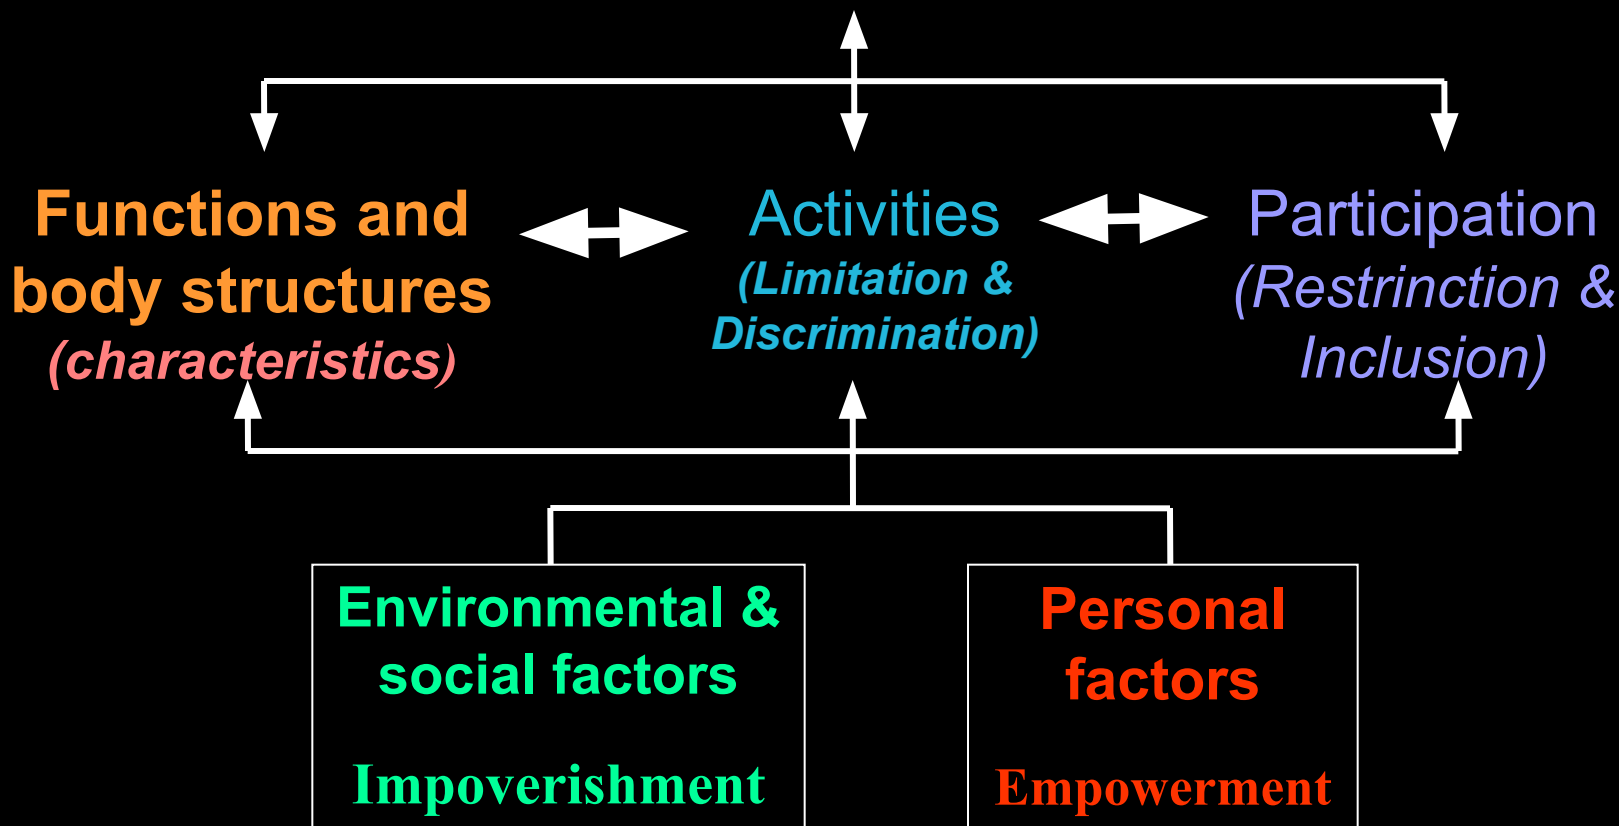 Functions and
body structures
(characteristics)
Activities
(Limitation &
Discrimination)
Participation
(Restrinction &
Inclusion)
Environmental &
social factors
Impoverishment
Personal
factors
Empowerment